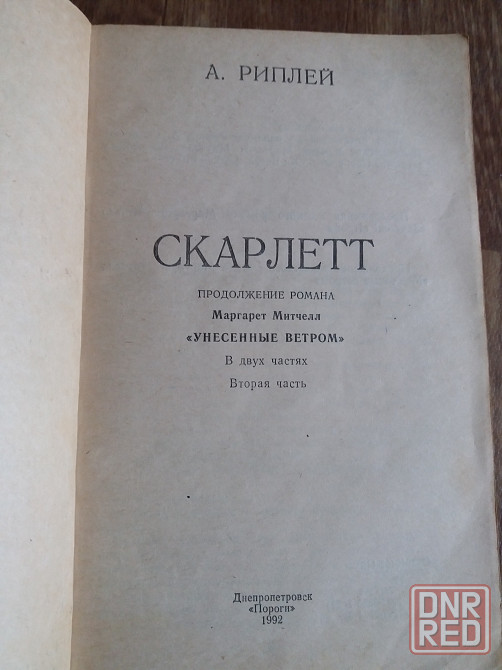 А. РИПЛЕЙ
СКАРЛЕТТ
ПРОДОЛЖЕНИЕ РОМАНА
Маргарет Митчелл
«УНЕСЕННЫЕ ВЕТРОМ»
В двух частях
Вторая часть
Днепропетровск
«Пороги»
1992
DNR
RED